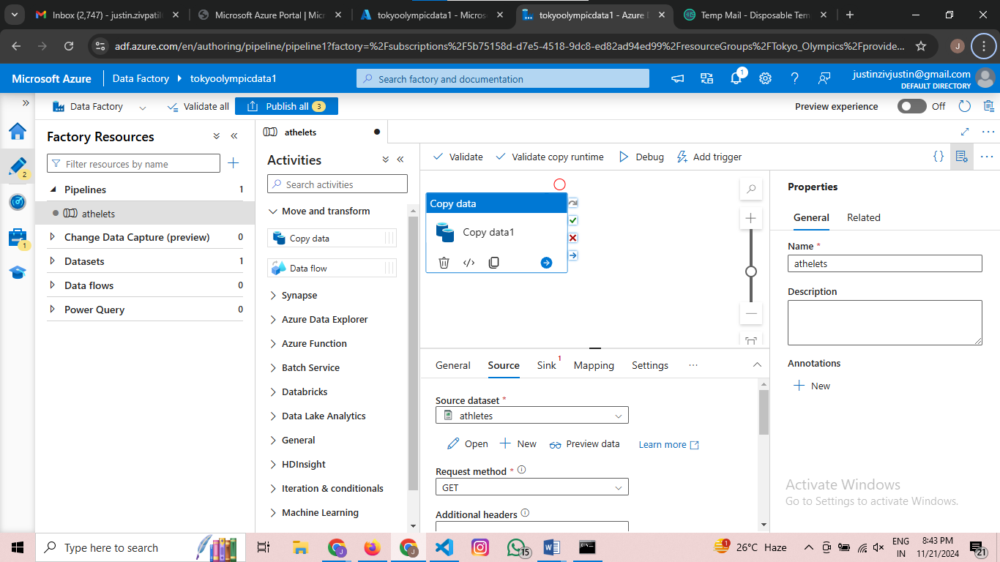 Inbox (2,747) - justin.zivpatil
Microsoft Azure Portal | Micr
tokyoolympicdata1 - Micros
tokyoolympicdata1 - Azure D
Temp Mail - Disposable Tem
adf.azure.com/en/authoring/pipeline/pipeline1?factory=%2Fsubscriptions%2F5b75158d-d7e5-4518-9dc8-ed82ad94ed99%2FresourceGroups%2FTokyo_Olympics%2Fprovide...
J
Microsoft Azure
Data Factory
tokyoolympicdata1
Search factory and documentation
1
justinzivjustin@gmail.com
DEFAULT DIRECTORY
Data Factory
Validate all
Publish all 3
Preview experience
Off
2
1
Factory Resources
Filter resources by name
Pipelines 1
athelets
Change Data Capture (preview) 0
Datasets 1
Data flows 0
Power Query 0
athelets
Activities
Search activities
Move and transform
Copy data
Data flow
Synapse
Azure Data Explorer
Azure Function
Batch Service
Databricks
Data Lake Analytics
General
HDInsight
Iteration & conditionals
Machine Learning
Validate
Validate copy runtime
Debug
Add trigger
Copy data
Copy data1
General
Source
Sink 1
Mapping
Settings
Source dataset *
athletes
Open
New
Preview data
Learn more
Request method *
GET
Additional headers
Properties
General
Related
Name *
athelets
Description
Annotations
New
Activate Windows
Go to Settings to activate Windows.
Type here to search
J
J
15
1
26°C Haze
ENG
IN
8:43 PM
11/21/2024
21